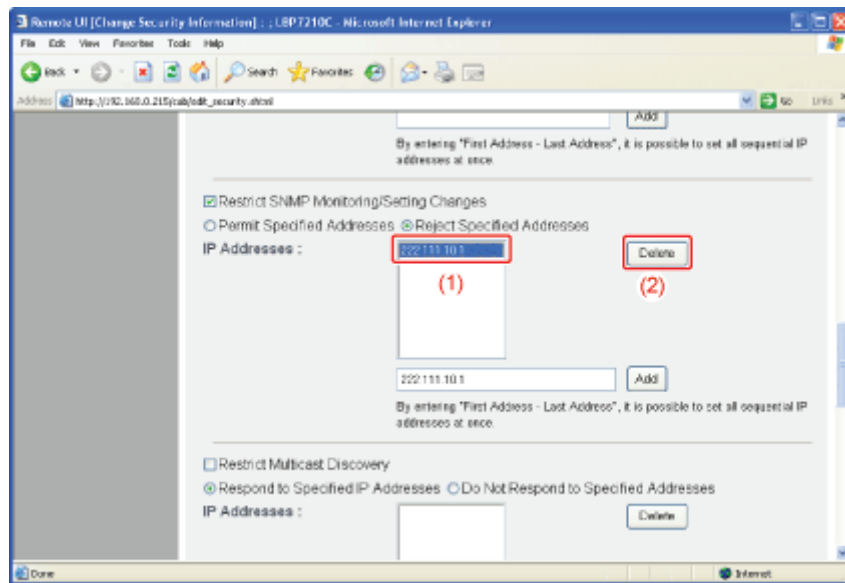 Remote UI [Change Security Information] : ; LBP7210C - Microsoft Internet Explorer
File Edit View Favorites Tools Help
Back Search Favorites
Address http://192.168.0.215/cab/edit_security.shtml Go Links
Add
By entering "First Address - Last Address", it is possible to set all sequential IP
addresses at once.
Restrict SNMP Monitoring/Setting Changes
Permit Specified Addresses Reject Specified Addresses
IP Addresses : 222.111.10.1 Delete
(1) (2)
222.111.10.1 Add
By entering "First Address - Last Address", it is possible to set all sequential IP
addresses at once.
Restrict Multicast Discovery
Respond to Specified IP Addresses Do Not Respond to Specified Addresses
IP Addresses : Delete
Done Internet